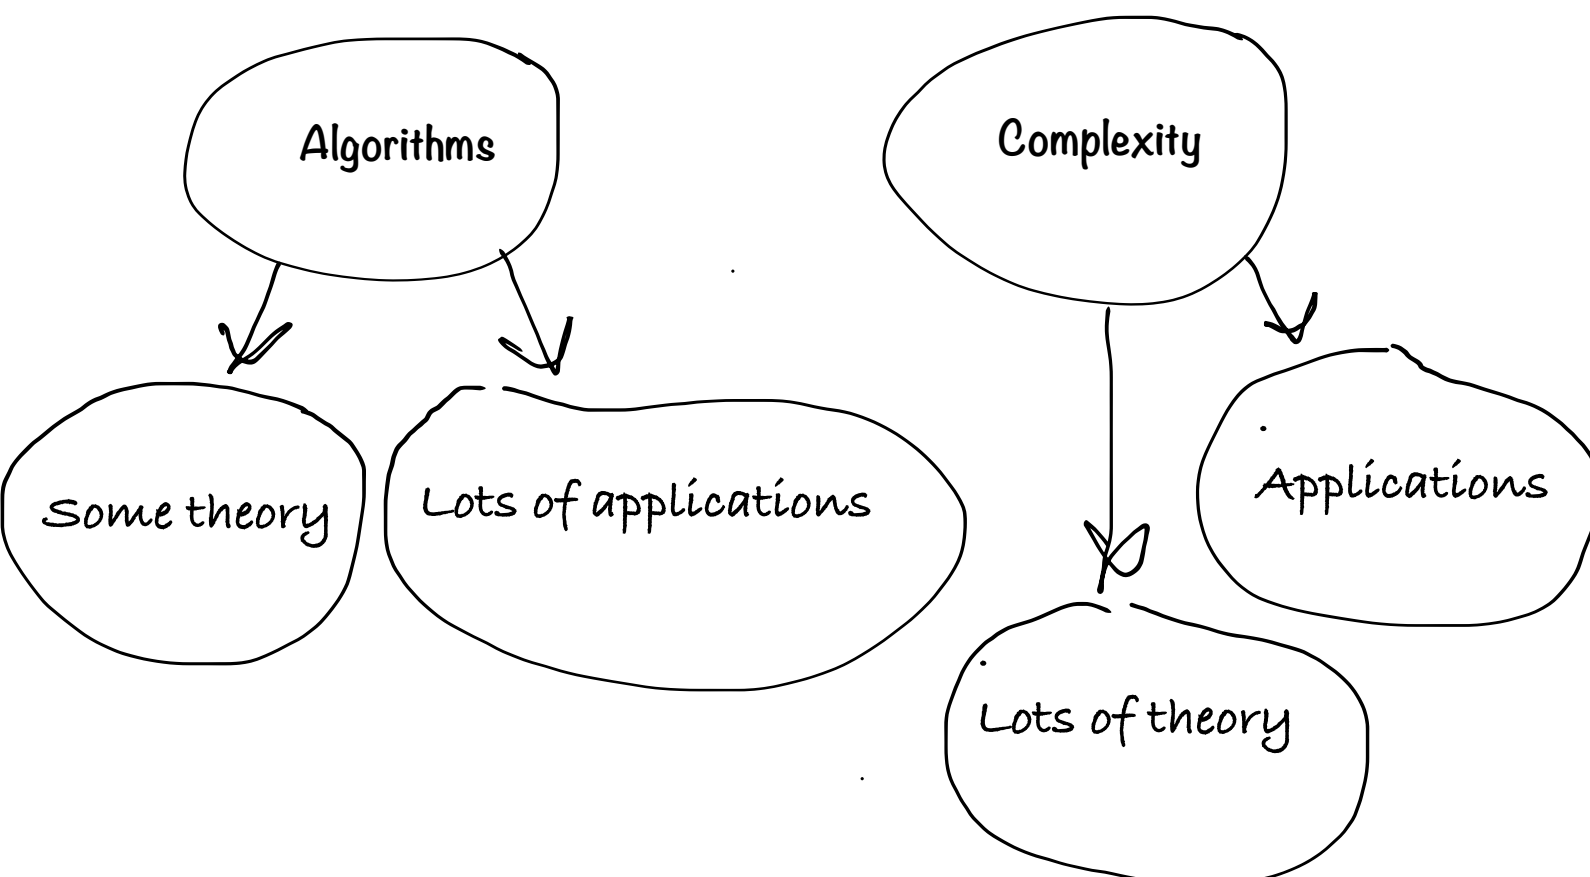 Algorithms
Complexity
Some theory
Lots of applications
Applications
Lots of theory